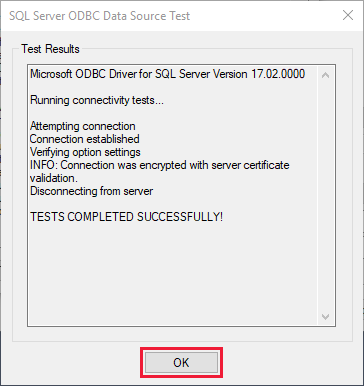 SQL Server ODBC Data Source Test
Test Results
Microsoft ODBC Driver for SQL Server Version 17.02.0000
Running connectivity tests...
Attempting connection
Connection established
Verifying option settings
INFO: Connection was encrypted with server certificate
validation.
Disconnecting from server
TESTS COMPLETED SUCCESSFULLY!
OK